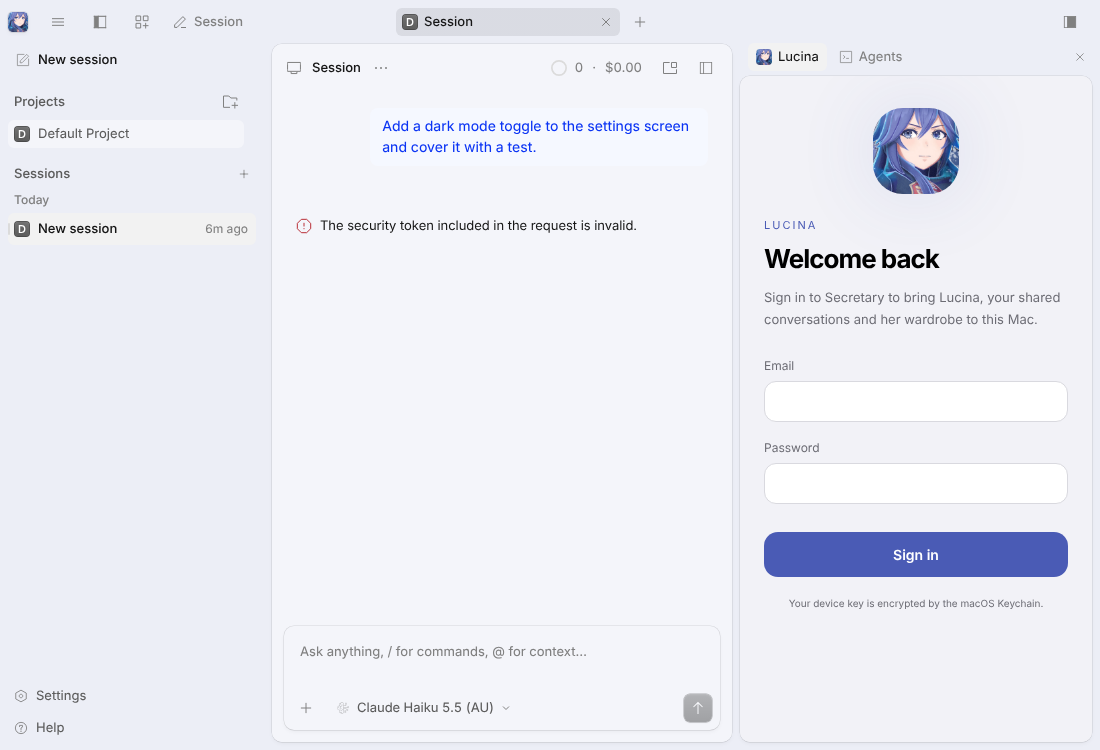 Session
D Session
New session
Projects
D Default Project
Sessions
Today
D New session 6m ago
Settings
Help
Session
0 · $0.00
Add a dark mode toggle to the settings screen
and cover it with a test.
The security token included in the request is invalid.
Ask anything, / for commands, @ for context...
Claude Haiku 5.5 (AU)
Lucina
Agents
LUCINA
Welcome back
Sign in to Secretary to bring Lucina, your shared
conversations and her wardrobe to this Mac.
Email
Password
Sign in
Your device key is encrypted by the macOS Keychain.